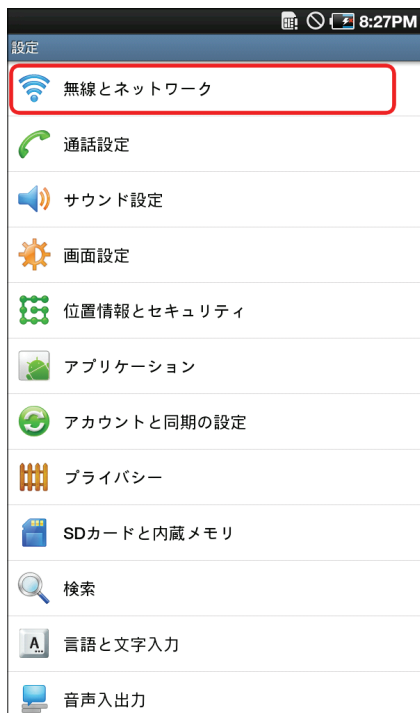 8:27PM
設定
無線とネットワーク
通話設定
サウンド設定
画面設定
位置情報とセキュリティ
アプリケーション
アカウントと同期の設定
プライバシー
SDカードと内蔵メモリ
検索
A
言語と文字入力
音声入出力